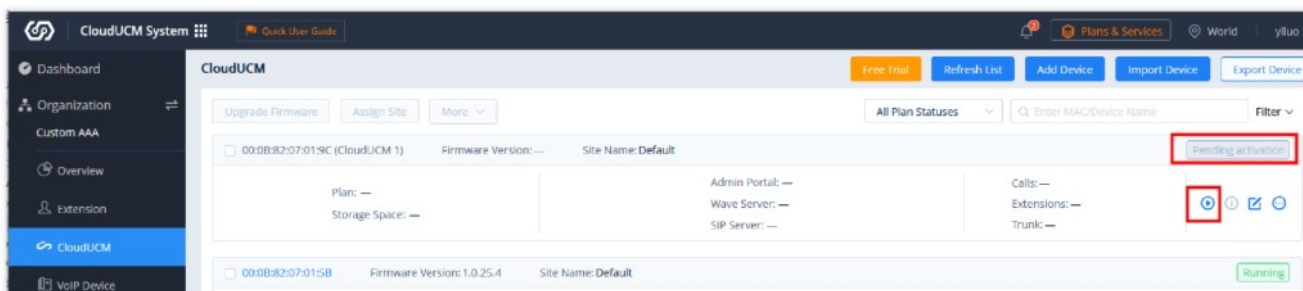 CloudUCM System
Quick User Guide
Plans & Services
World
ylluo
Dashboard
CloudUCM
Free Trial
Refresh List
Add Device
Import Device
Export Device
Organization
Custom AAA
Upgrade Firmware
Assign Site
More
All Plan Statuses
Enter MAC/Device Name
Filter
00:0B:82:07:01:9C (CloudUCM 1)
Firmware Version: —
Site Name: Default
Pending activation
Overview
Plan: —
Storage Space: —
Admin Portal: —
Wave Server: —
SIP Server: —
Calls: —
Extensions: —
Trunk: —
Extension
CloudUCM
VoIP Device
00:0B:82:07:01:5B
Firmware Version: 1.0.25.4
Site Name: Default
Running